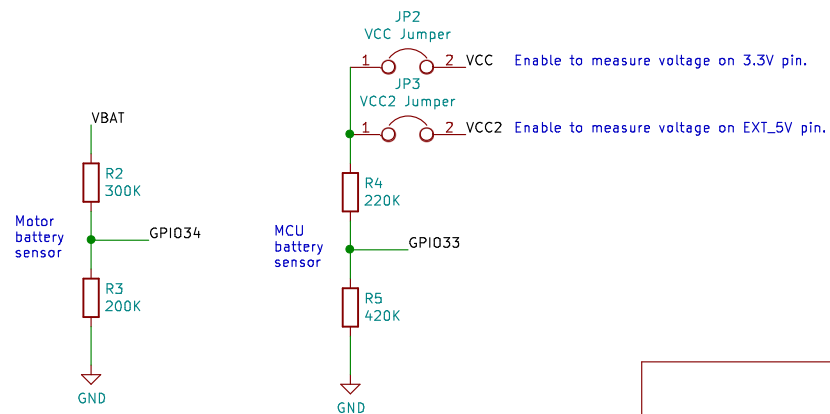 JP2
VCC Jumper
1 2 VCC Enable to measure voltage on 3.3V pin.
JP3
VCC2 Jumper
1 2 VCC2 Enable to measure voltage on EXT_5V pin.
VBAT
R2
300K
Motor
battery
sensor
GPIO34
R3
200K
GND
R4
220K
MCU
battery
sensor
GPIO33
R5
420K
GND